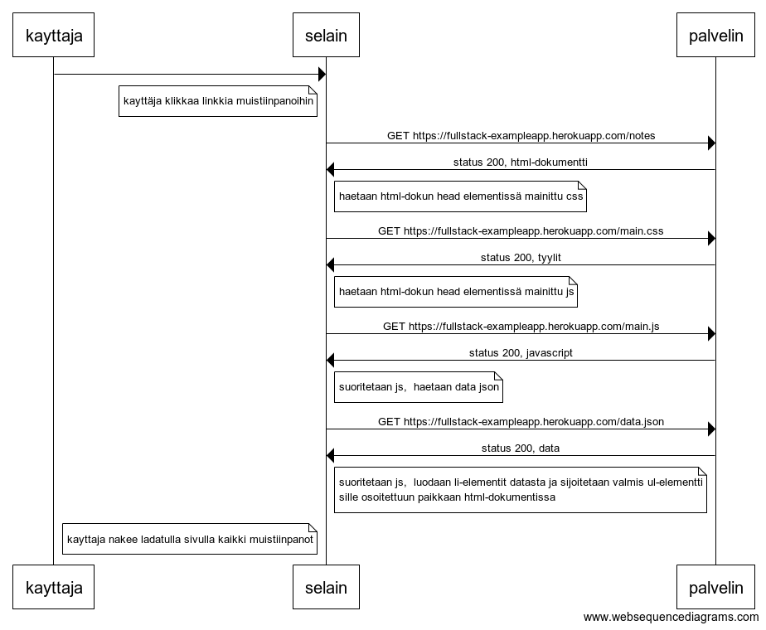 kayttaja
selain
palvelin
kayttäja klikkaa linkkia muistiinpanoihin
GET https://fullstack-exampleapp.herokuapp.com/notes
status 200, html-dokumentti
haetaan html-dokun head elementissä mainittu css
GET https://fullstack-exampleapp.herokuapp.com/main.css
status 200, tyylit
haetaan html-dokun head elementissä mainittu js
GET https://fullstack-exampleapp.herokuapp.com/main.js
status 200, javascript
suoritetaan js, haetaan data json
GET https://fullstack-exampleapp.herokuapp.com/data.json
status 200, data
suoritetaan js, luodaan li-elementit datasta ja sijoitetaan valmis ul-elementti
sille osoitettuun paikkaan html-dokumentissa
kayttaja nakee ladatulla sivulla kaikki muistiinpanot
kayttaja
selain
palvelin
www.websequencediagrams.com